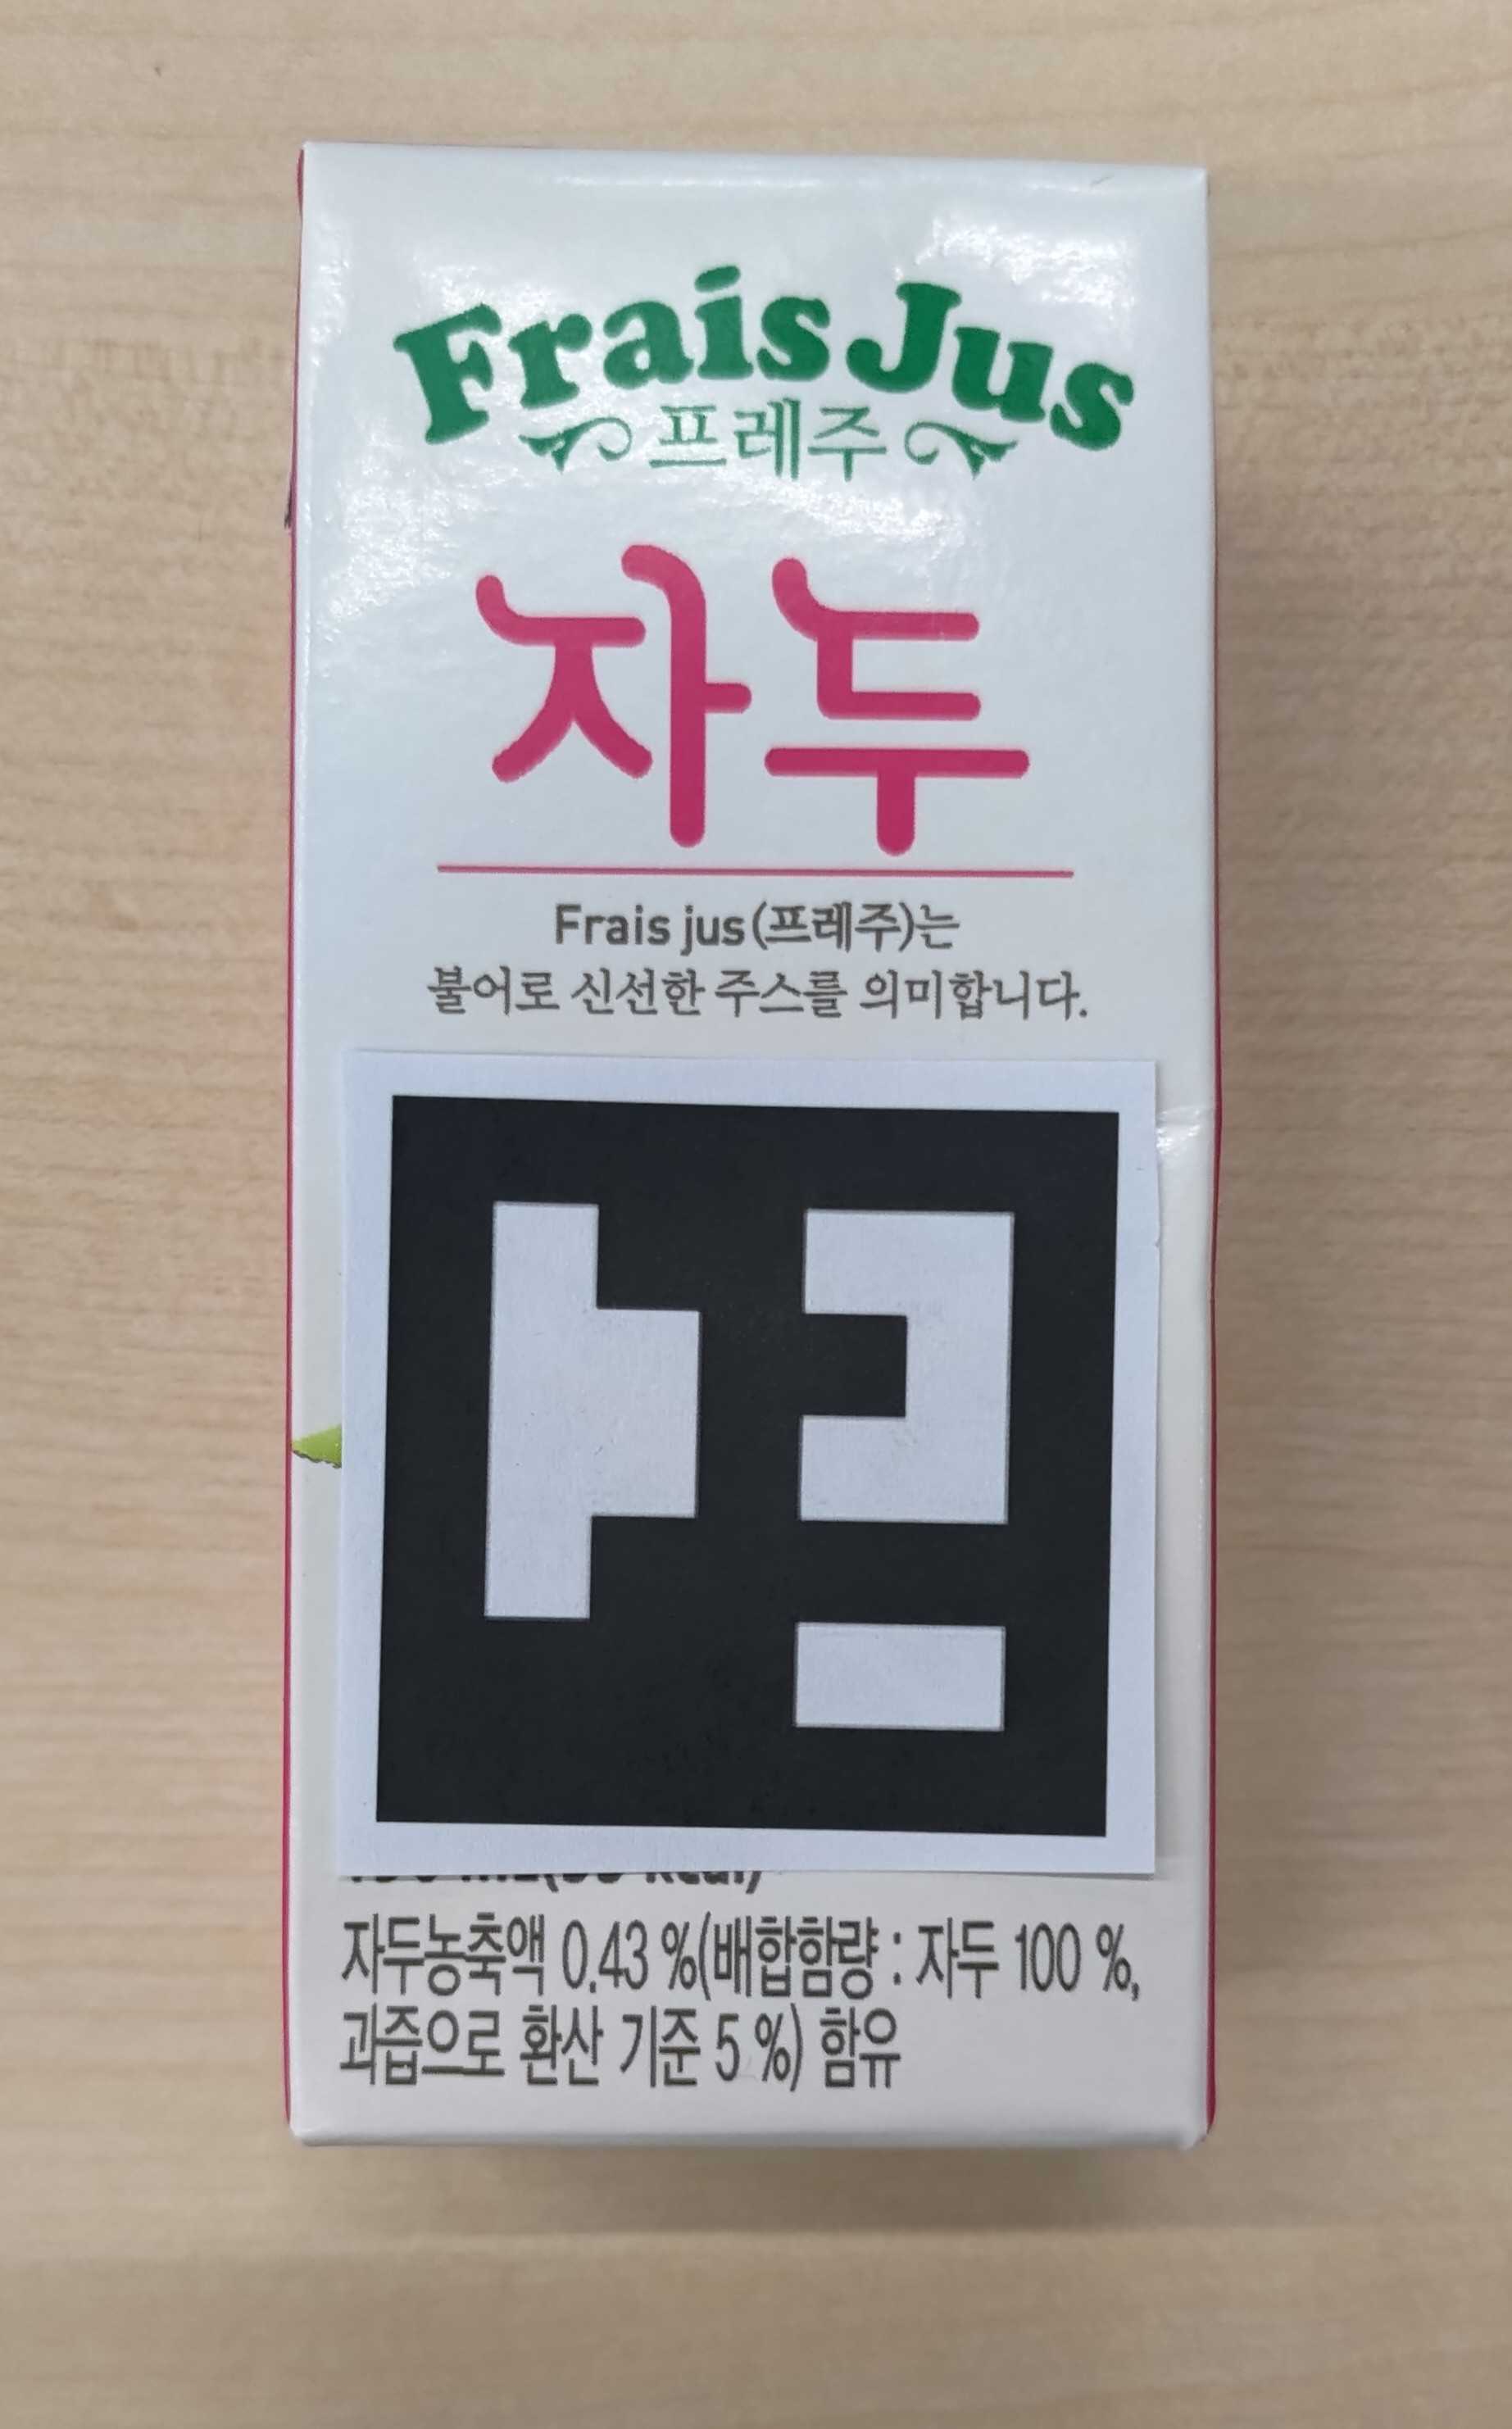 Frais Jus
프레주
자두
Frais jus(프레주)는
불어로 신선한 주스를 의미합니다.
자두농축액 0.43 %(배합함량 : 자두 100 %,
과즙으로 환산 기준 5 %) 함유